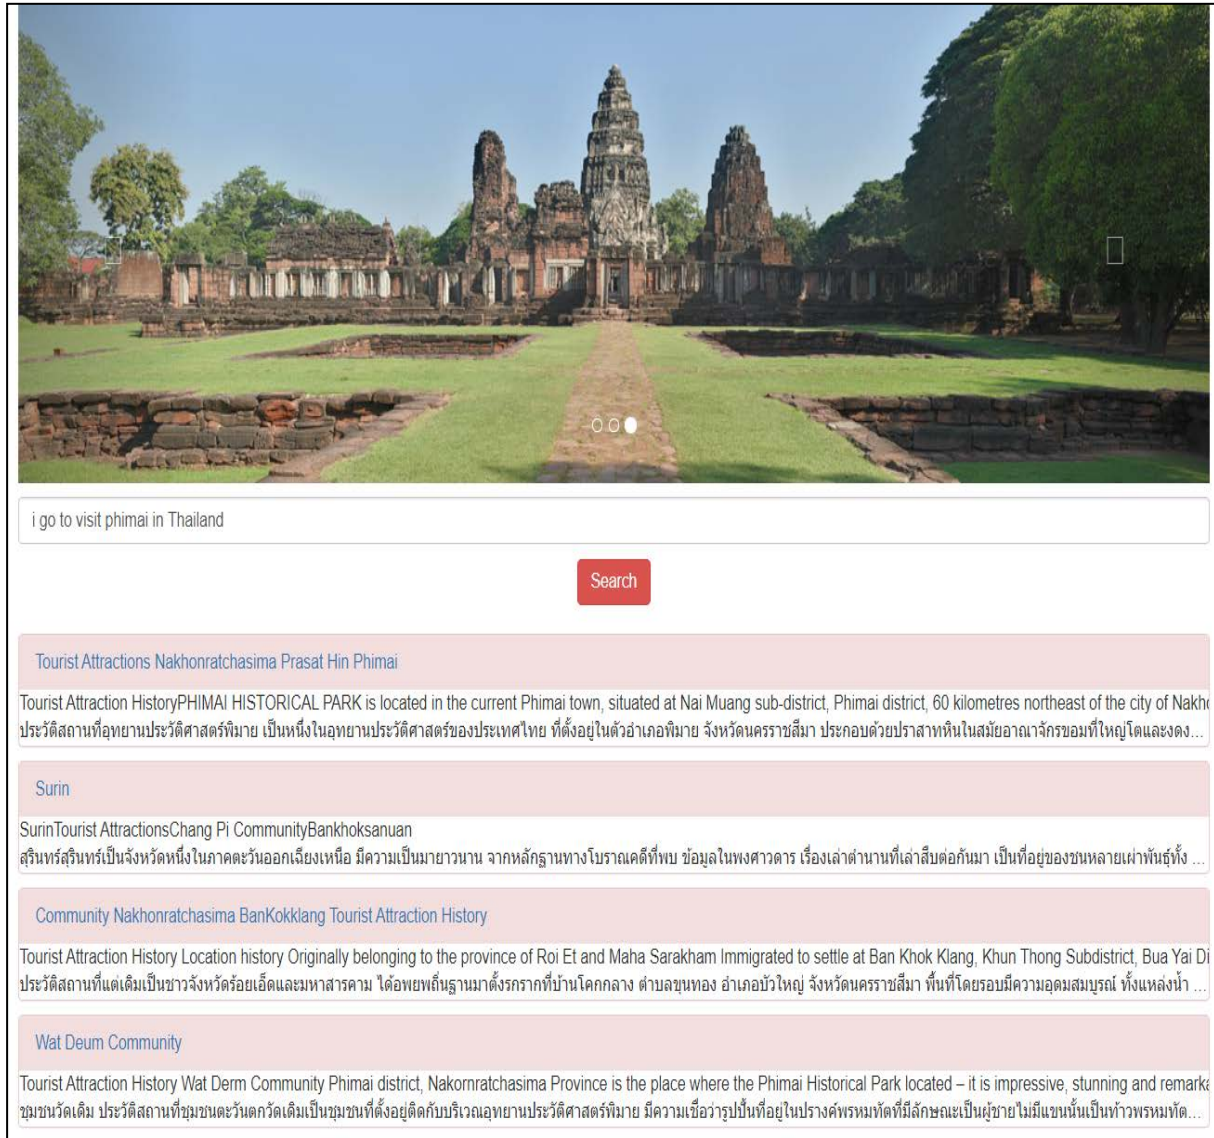 i go to visit phimai in Thailand
Search
Tourist Attractions Nakhonratchasima Prasat Hin Phimai
Tourist Attraction HistoryPHIMAI HISTORICAL PARK is located in the current Phimai town, situated at Nai Muang sub-district, Phimai district, 60 kilometres northeast of the city of Nakho
ประวัติสถานที่อุทยานประวัติศาสตร์พิมาย เป็นหนึ่งในอุทยานประวัติศาสตร์ของประเทศไทย ที่ตั้งอยู่ในตัวอำเภอพิมาย จังหวัดนครราชสีมา ประกอบด้วยปราสาทหินในสมัยอาณาจักรขอมที่ใหญ่โตและงดง...
Surin
SurinTourist AttractionsChang Pi CommunityBankhoksanuan
สุรินทร์สุรินทร์เป็นจังหวัดหนึ่งในภาคตะวันออกเฉียงเหนือ มีความเป็นมายาวนาน จากหลักฐานทางโบราณคดีที่พบ ข้อมูลในพงศาวดาร เรื่องเล่าตำนานที่เล่าสืบต่อกันมา เป็นที่อยู่ของชนหลายเผ่าพันธุ์ทั้ง ...
Community Nakhonratchasima BanKokklang Tourist Attraction History
Tourist Attraction History Location history Originally belonging to the province of Roi Et and Maha Sarakham Immigrated to settle at Ban Khok Klang, Khun Thong Subdistrict, Bua Yai Di
ประวัติสถานที่แต่เดิมเป็นชาวจังหวัดร้อยเอ็ดและมหาสารคาม ได้อพยพถิ่นฐานมาตั้งรกรากที่บ้านโคกกลาง ตำบลขุนทอง อำเภอบัวใหญ่ จังหวัดนครราชสีมา พื้นที่โดยรอบมีความอุดมสมบูรณ์ ทั้งแหล่งน้ำ ...
Wat Deum Community
Tourist Attraction History Wat Derm Community Phimai district, Nakornratchasima Province is the place where the Phimai Historical Park located – it is impressive, stunning and remarka
ชุมชนวัดเดิม ประวัติสถานที่ชุมชนตะวันตกวัดเดิมเป็นชุมชนที่ตั้งอยู่ติดกับบริเวณอุทยานประวัติศาสตร์พิมาย มีความเชื่อว่ารูปปั้นที่อยู่ในปรางค์พรหมทัตที่มีลักษณะเป็นผู้ชายไม่มีแขนนั้นเป็นท้าวพรหมทัต...